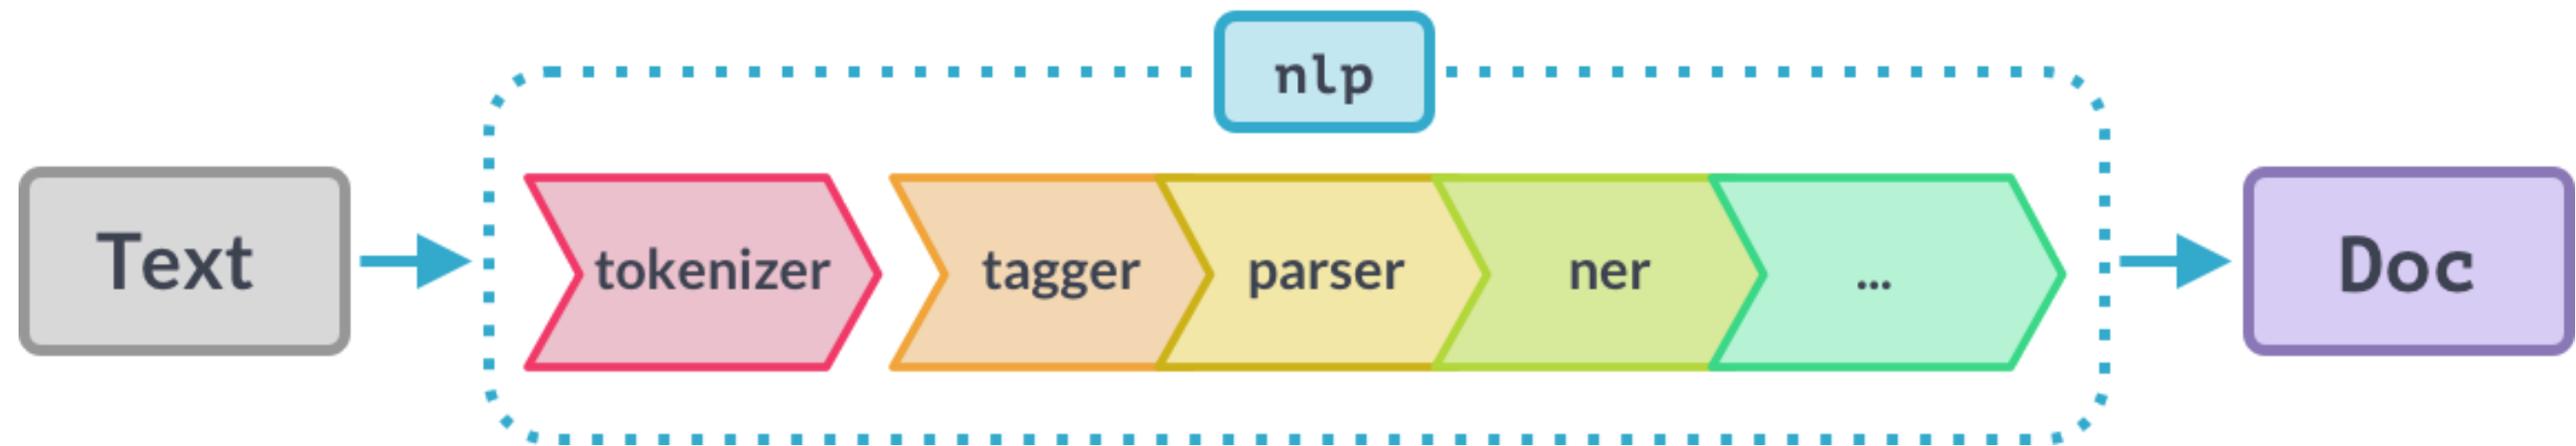 nlp
Text
tokenizer
tagger
parser
ner
...
Doc